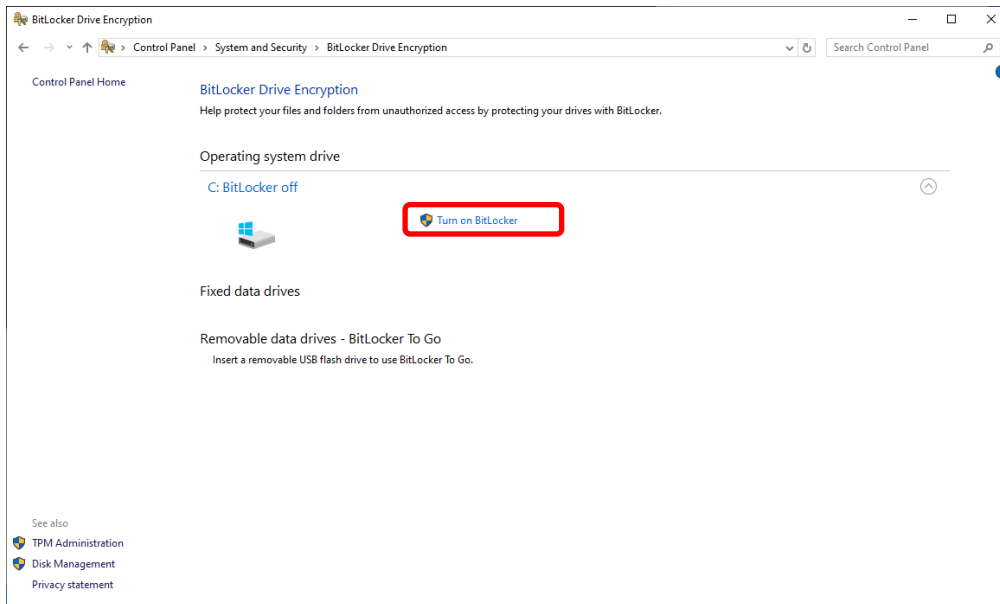 BitLocker Drive Encryption
Control Panel › System and Security › BitLocker Drive Encryption
Search Control Panel
Control Panel Home
BitLocker Drive Encryption
Help protect your files and folders from unauthorized access by protecting your drives with BitLocker.
Operating system drive
C: BitLocker off
Turn on BitLocker
Fixed data drives
Removable data drives - BitLocker To Go
Insert a removable USB flash drive to use BitLocker To Go.
See also
TPM Administration
Disk Management
Privacy statement